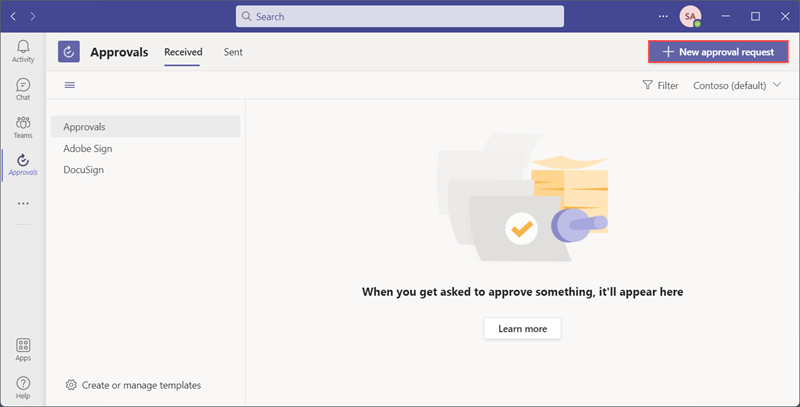 Search
SA
Activity
Chat
Teams
Approvals
Apps
Help
Approvals
Received
Sent
New approval request
Filter
Contoso (default)
Approvals
Adobe Sign
DocuSign
When you get asked to approve something, it'll appear here
Learn more
Create or manage templates